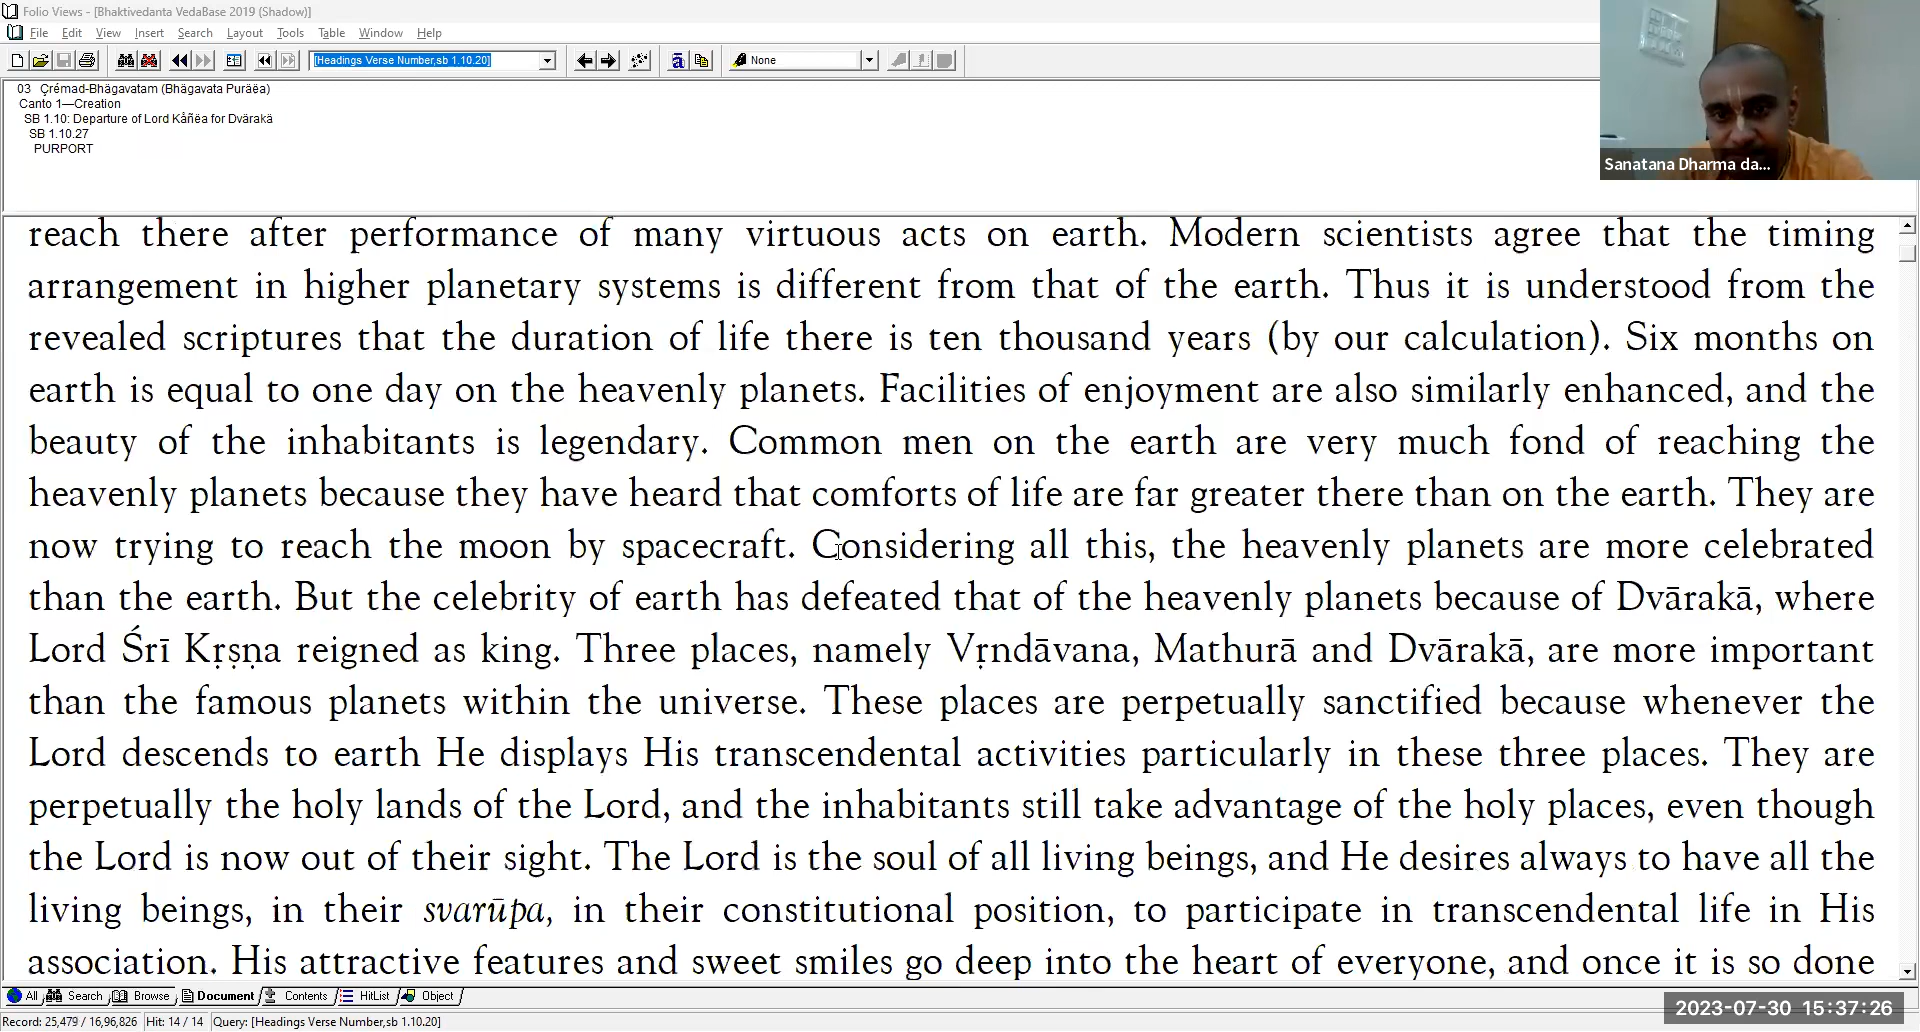 Folio Views - [Bhaktivedanta VedaBase 2019 (Shadow)]
File Edit View Insert Search Layout Tools Table Window Help
[Headings Verse Number,sb 1.10.20] None
03 Çrémad-Bhägavatam (Bhägavata Puräëa)
Canto 1—Creation
SB 1.10: Departure of Lord Kåñëa for Dvärakä
SB 1.10.27
PURPORT
Sanatana Dharma da...
reach there after performance of many virtuous acts on earth. Modern scientists agree that the timing
arrangement in higher planetary systems is different from that of the earth. Thus it is understood from the
revealed scriptures that the duration of life there is ten thousand years (by our calculation). Six months on
earth is equal to one day on the heavenly planets. Facilities of enjoyment are also similarly enhanced, and the
beauty of the inhabitants is legendary. Common men on the earth are very much fond of reaching the
heavenly planets because they have heard that comforts of life are far greater there than on the earth. They are
now trying to reach the moon by spacecraft. Considering all this, the heavenly planets are more celebrated
than the earth. But the celebrity of earth has defeated that of the heavenly planets because of Dvārakā, where
Lord Śrī Kṛṣṇa reigned as king. Three places, namely Vṛndāvana, Mathurā and Dvārakā, are more important
than the famous planets within the universe. These places are perpetually sanctified because whenever the
Lord descends to earth He displays His transcendental activities particularly in these three places. They are
perpetually the holy lands of the Lord, and the inhabitants still take advantage of the holy places, even though
the Lord is now out of their sight. The Lord is the soul of all living beings, and He desires always to have all the
living beings, in their svarūpa, in their constitutional position, to participate in transcendental life in His
association. His attractive features and sweet smiles go deep into the heart of everyone, and once it is so done
All Search Browse Document Contents HitList Object
Record: 25,479 / 16,96,826 Hit: 14 / 14 Query: [Headings Verse Number,sb 1.10.20]
2023-07-30 15:37:26